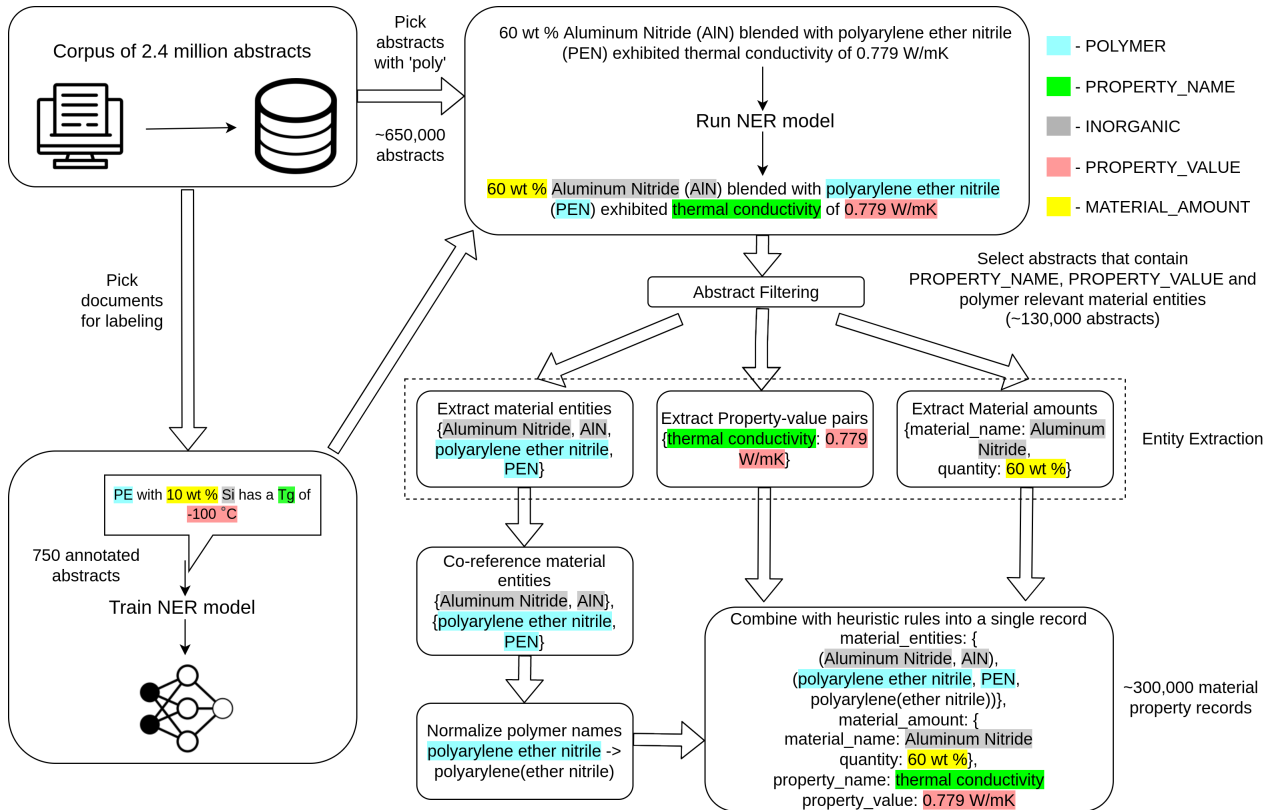 Corpus of 2.4 million abstracts
Pick
abstracts
with 'poly'
~650,000
abstracts
60 wt % Aluminum Nitride (AlN) blended with polyarylene ether nitrile
(PEN) exhibited thermal conductivity of 0.779 W/mK
Run NER model
60 wt % Aluminum Nitride (AlN) blended with polyarylene ether nitrile
(PEN) exhibited thermal conductivity of 0.779 W/mK
- POLYMER
- PROPERTY_NAME
- INORGANIC
- PROPERTY_VALUE
- MATERIAL_AMOUNT
Pick
documents
for labeling
Abstract Filtering
Select abstracts that contain
PROPERTY_NAME, PROPERTY_VALUE and
polymer relevant material entities
(~130,000 abstracts)
Extract material entities
{Aluminum Nitride, AlN,
polyarylene ether nitrile,
PEN}
Extract Property-value pairs
{thermal conductivity: 0.779
W/mK}
Extract Material amounts
{material_name: Aluminum
Nitride,
quantity: 60 wt %}
Entity Extraction
PE with 10 wt % Si has a Tg of
-100 °C
750 annotated
abstracts
Train NER model
Co-reference material
entities
{Aluminum Nitride, AlN},
{polyarylene ether nitrile,
PEN}
Normalize polymer names
polyarylene ether nitrile ->
polyarylene(ether nitrile)
Combine with heuristic rules into a single record
material_entities: {
(Aluminum Nitride, AlN),
(polyarylene ether nitrile, PEN,
polyarylene(ether nitrile))},
material_amount: {
material_name: Aluminum Nitride
quantity: 60 wt %},
property_name: thermal conductivity
property_value: 0.779 W/mK
~300,000 material
property records